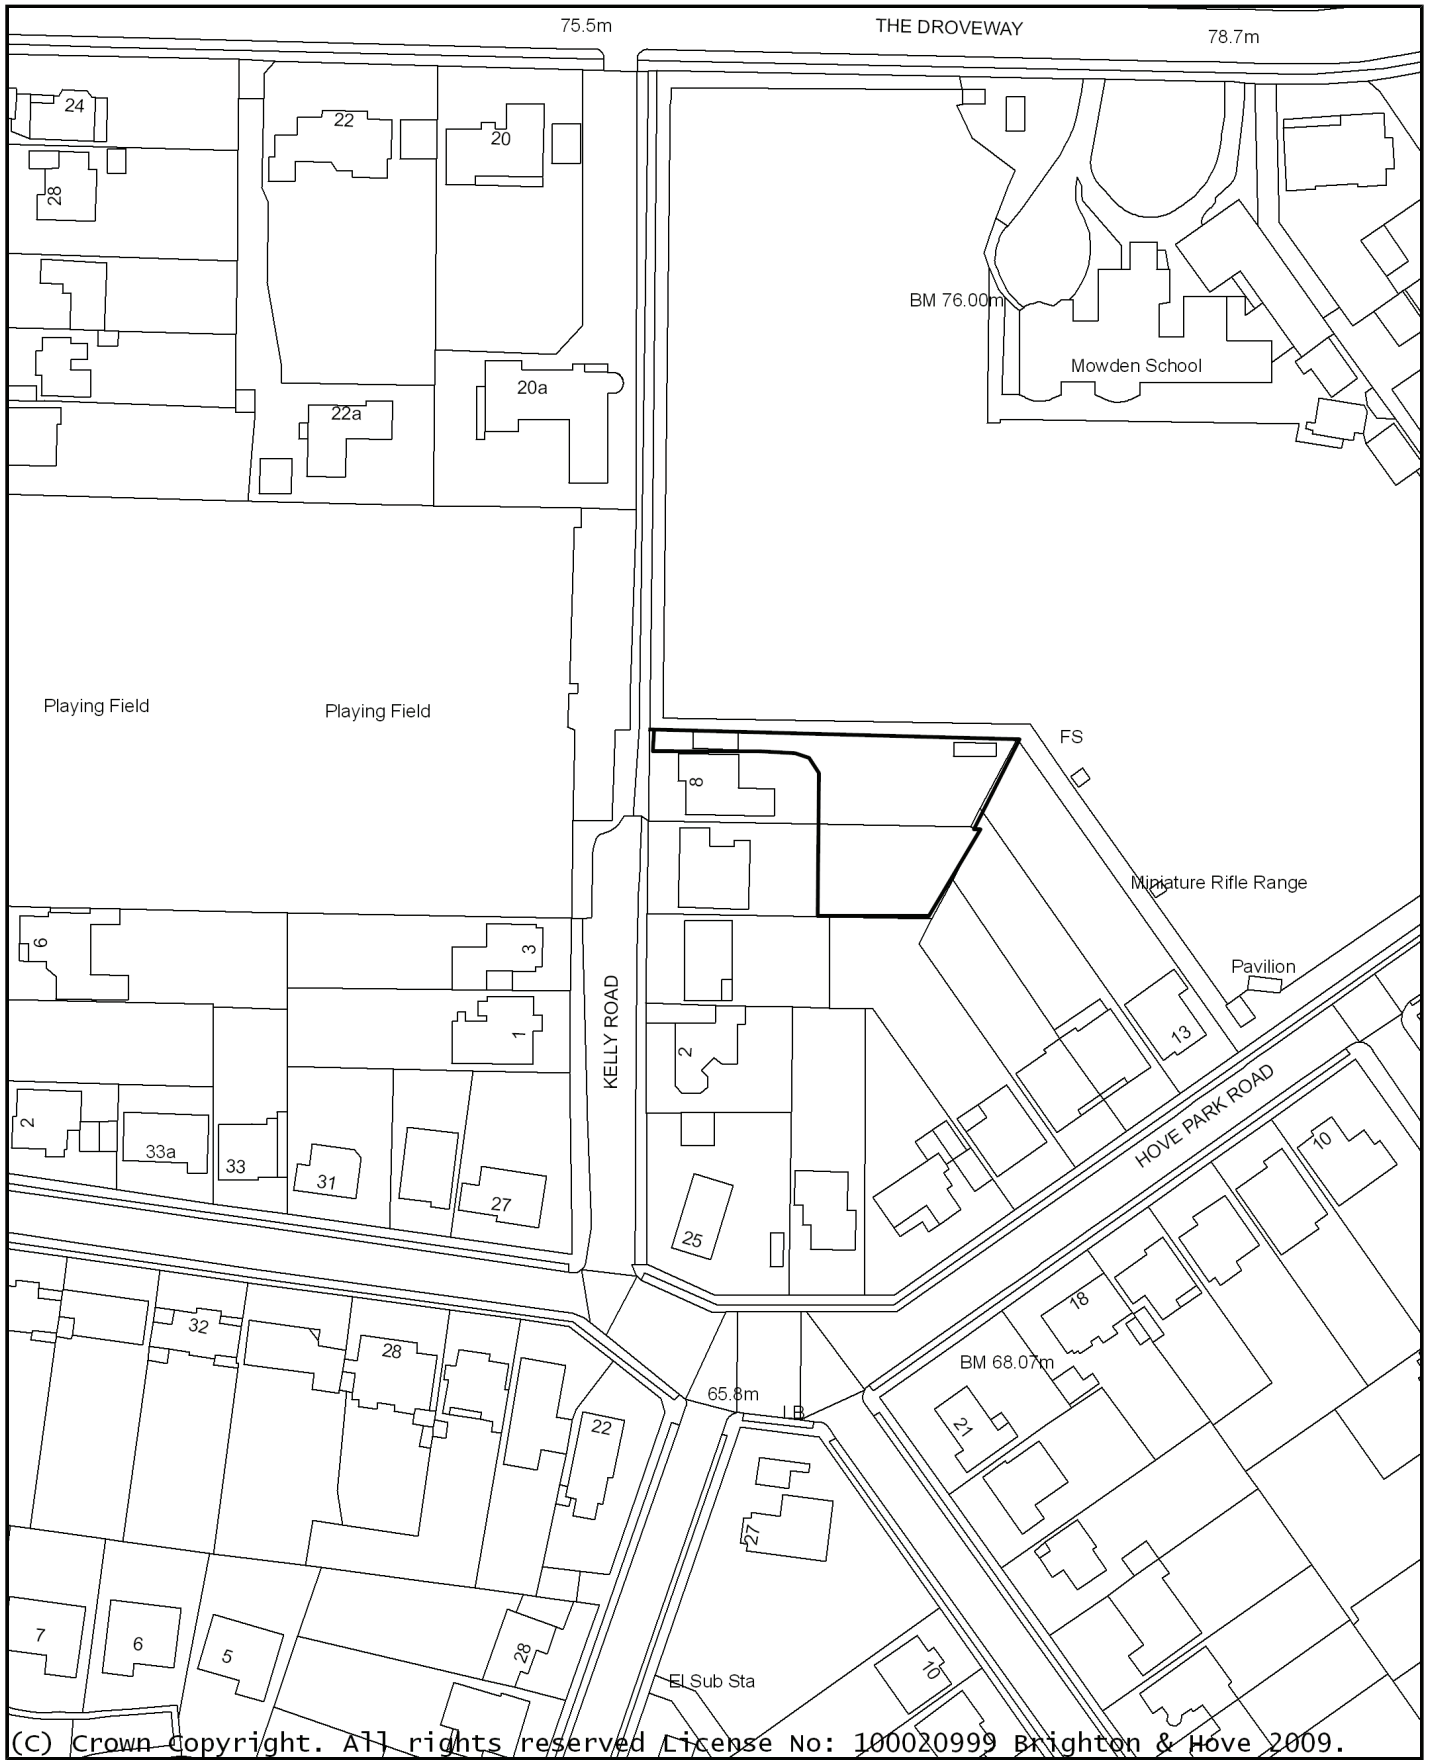 75.5m
THE DROVEWAY
78.7m
24
22
20
28
BM 76.00m
Mowden School
20a
22a
Playing Field
Playing Field
FS
8
Miniature Rifle Range
6
3
Pavilion
KELLY ROAD
1
2
13
HOVE PARK ROAD
2
33a
33
31
27
25
10
18
32
28
BM 68.07m
65.8m
LB
21
22
27
7
6
5
28
10
El Sub Sta
(C) Crown Copyright. All rights reserved License No: 100020999 Brighton & Hove 2009.